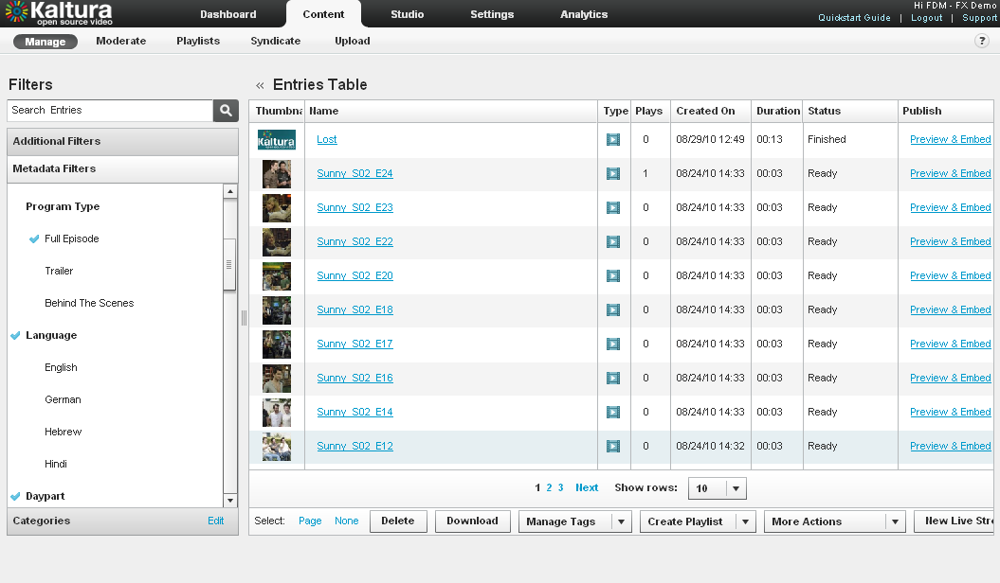 Kaltura
open source video
Dashboard Content Studio Settings Analytics
Hi FDM - FX Demo
Quickstart Guide | Logout | Support
Manage Moderate Playlists Syndicate Upload ?
Filters
Search Entries
Additional Filters
Metadata Filters
Program Type
Full Episode
Trailer
Behind The Scenes
Language
English
German
Hebrew
Hindi
Daypart
Categories Edit
« Entries Table
Thumbna Name Type Plays Created On Duration Status Publish
Kaltura Lost 0 08/29/10 12:49 00:13 Finished Preview & Embed
Sunny_S02_E24 1 08/24/10 14:33 00:03 Ready Preview & Embed
Sunny_S02_E23 0 08/24/10 14:33 00:03 Ready Preview & Embed
Sunny_S02_E22 0 08/24/10 14:33 00:03 Ready Preview & Embed
Sunny_S02_E20 0 08/24/10 14:33 00:03 Ready Preview & Embed
Sunny_S02_E18 0 08/24/10 14:33 00:03 Ready Preview & Embed
Sunny_S02_E17 0 08/24/10 14:33 00:03 Ready Preview & Embed
Sunny_S02_E16 0 08/24/10 14:33 00:03 Ready Preview & Embed
Sunny_S02_E14 0 08/24/10 14:33 00:03 Ready Preview & Embed
Sunny_S02_E12 0 08/24/10 14:32 00:03 Ready Preview & Embed
1 2 3 Next Show rows: 10
Select: Page None Delete Download Manage Tags Create Playlist More Actions New Live Stre